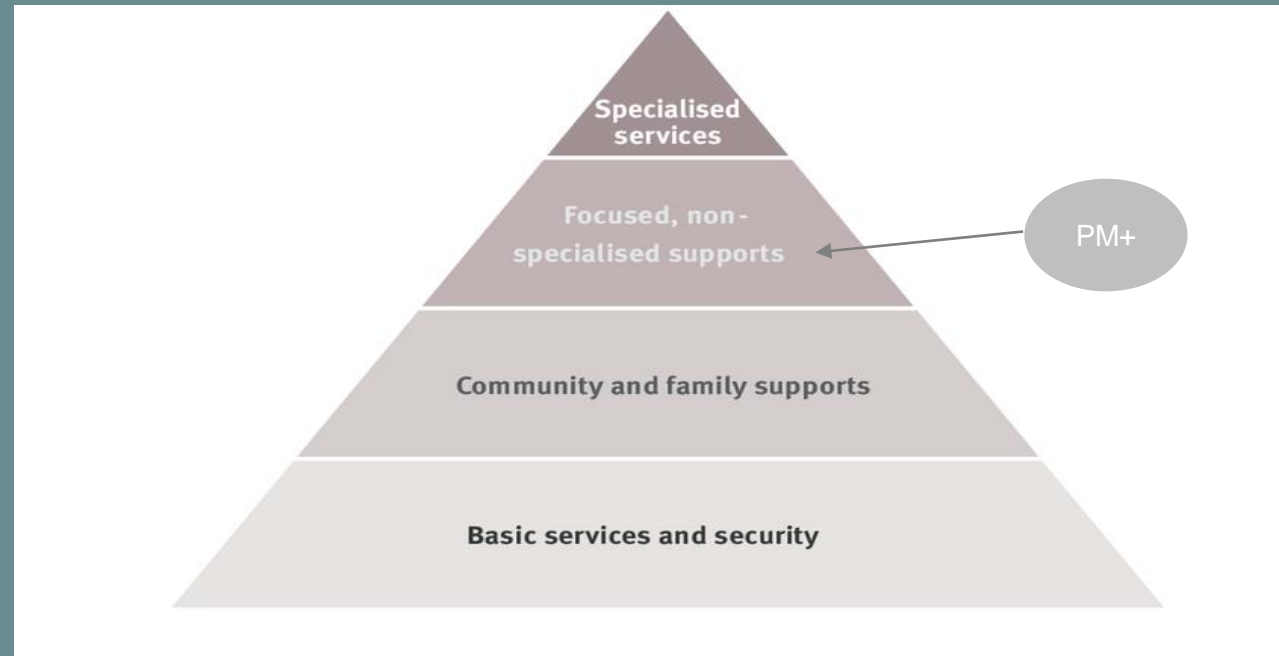 Specialised
services
Focused, non-
specialised supports
PM+
Community and family supports
Basic services and security